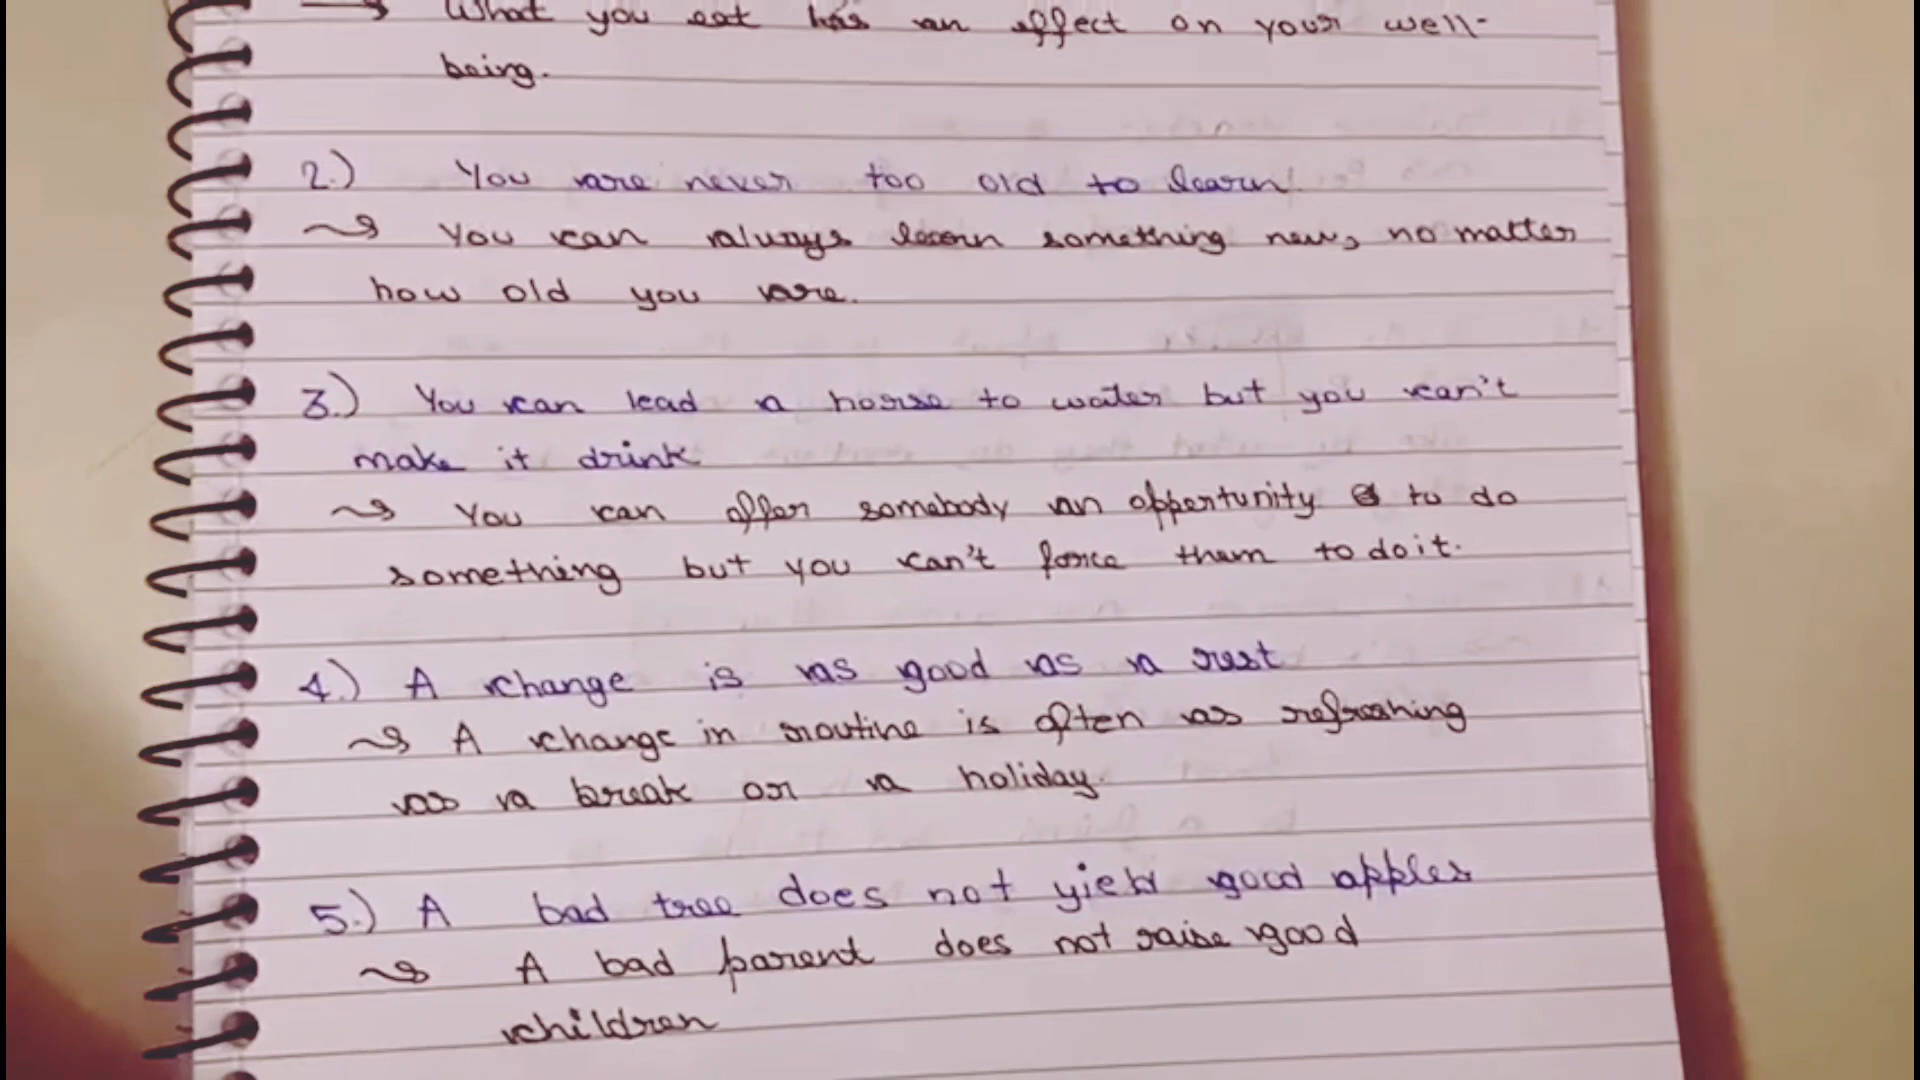 → What you eat has an effect on your well-
being.
2.) You are never too old to learn
→ You can always learn something new, no matter
how old you are.
3.) You can lead a horse to water but you can't
make it drink
→ You can offer somebody an opportunity to do
something but you can't force them to do it.
4.) A change is as good as a rest
→ A change in routine is often as refreshing
as a break or a holiday.
5.) A bad tree does not yield good apples
→ A bad parent does not raise good
children